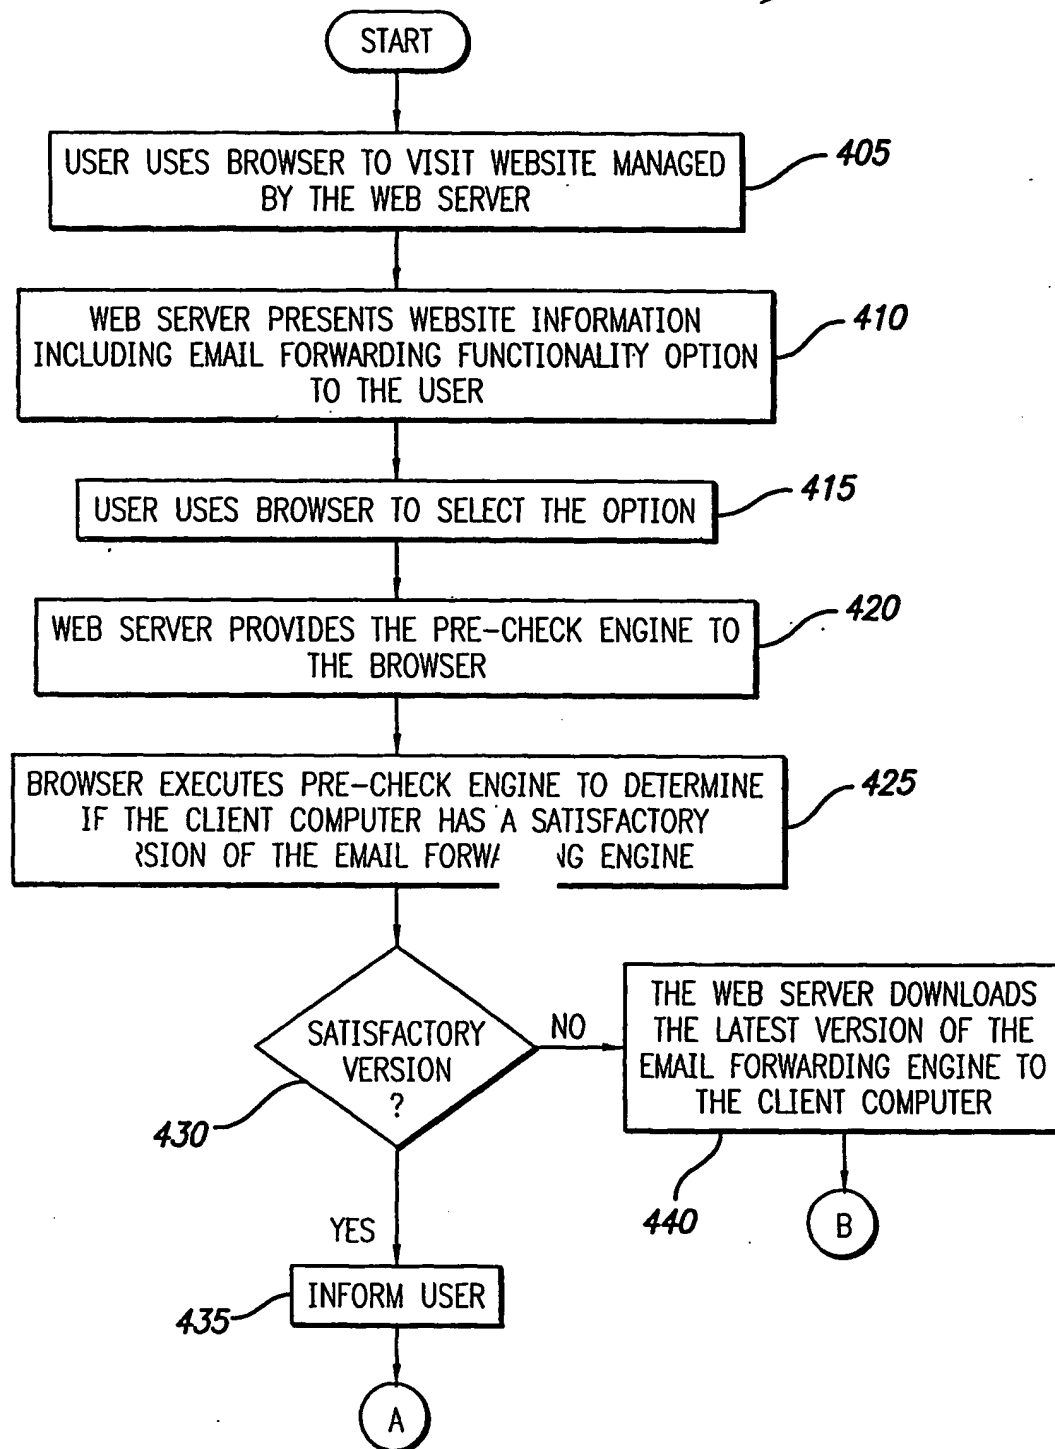 START
USER USES BROWSER TO VISIT WEBSITE MANAGED
BY THE WEB SERVER
405
WEB SERVER PRESENTS WEBSITE INFORMATION
INCLUDING EMAIL FORWARDING FUNCTIONALITY OPTION
TO THE USER
410
USER USES BROWSER TO SELECT THE OPTION
415
WEB SERVER PROVIDES THE PRE-CHECK ENGINE TO
THE BROWSER
420
BROWSER EXECUTES PRE-CHECK ENGINE TO DETERMINE
IF THE CLIENT COMPUTER HAS A SATISFACTORY
OF THE EMAIL ENGINE
425
SATISFACTORY
VERSION
?
430
NO
THE WEB SERVER DOWNLOADS
THE LATEST VERSION OF THE
EMAIL FORWARDING ENGINE TO
THE CLIENT COMPUTER
440
B
YES
INFORM USER
435
A